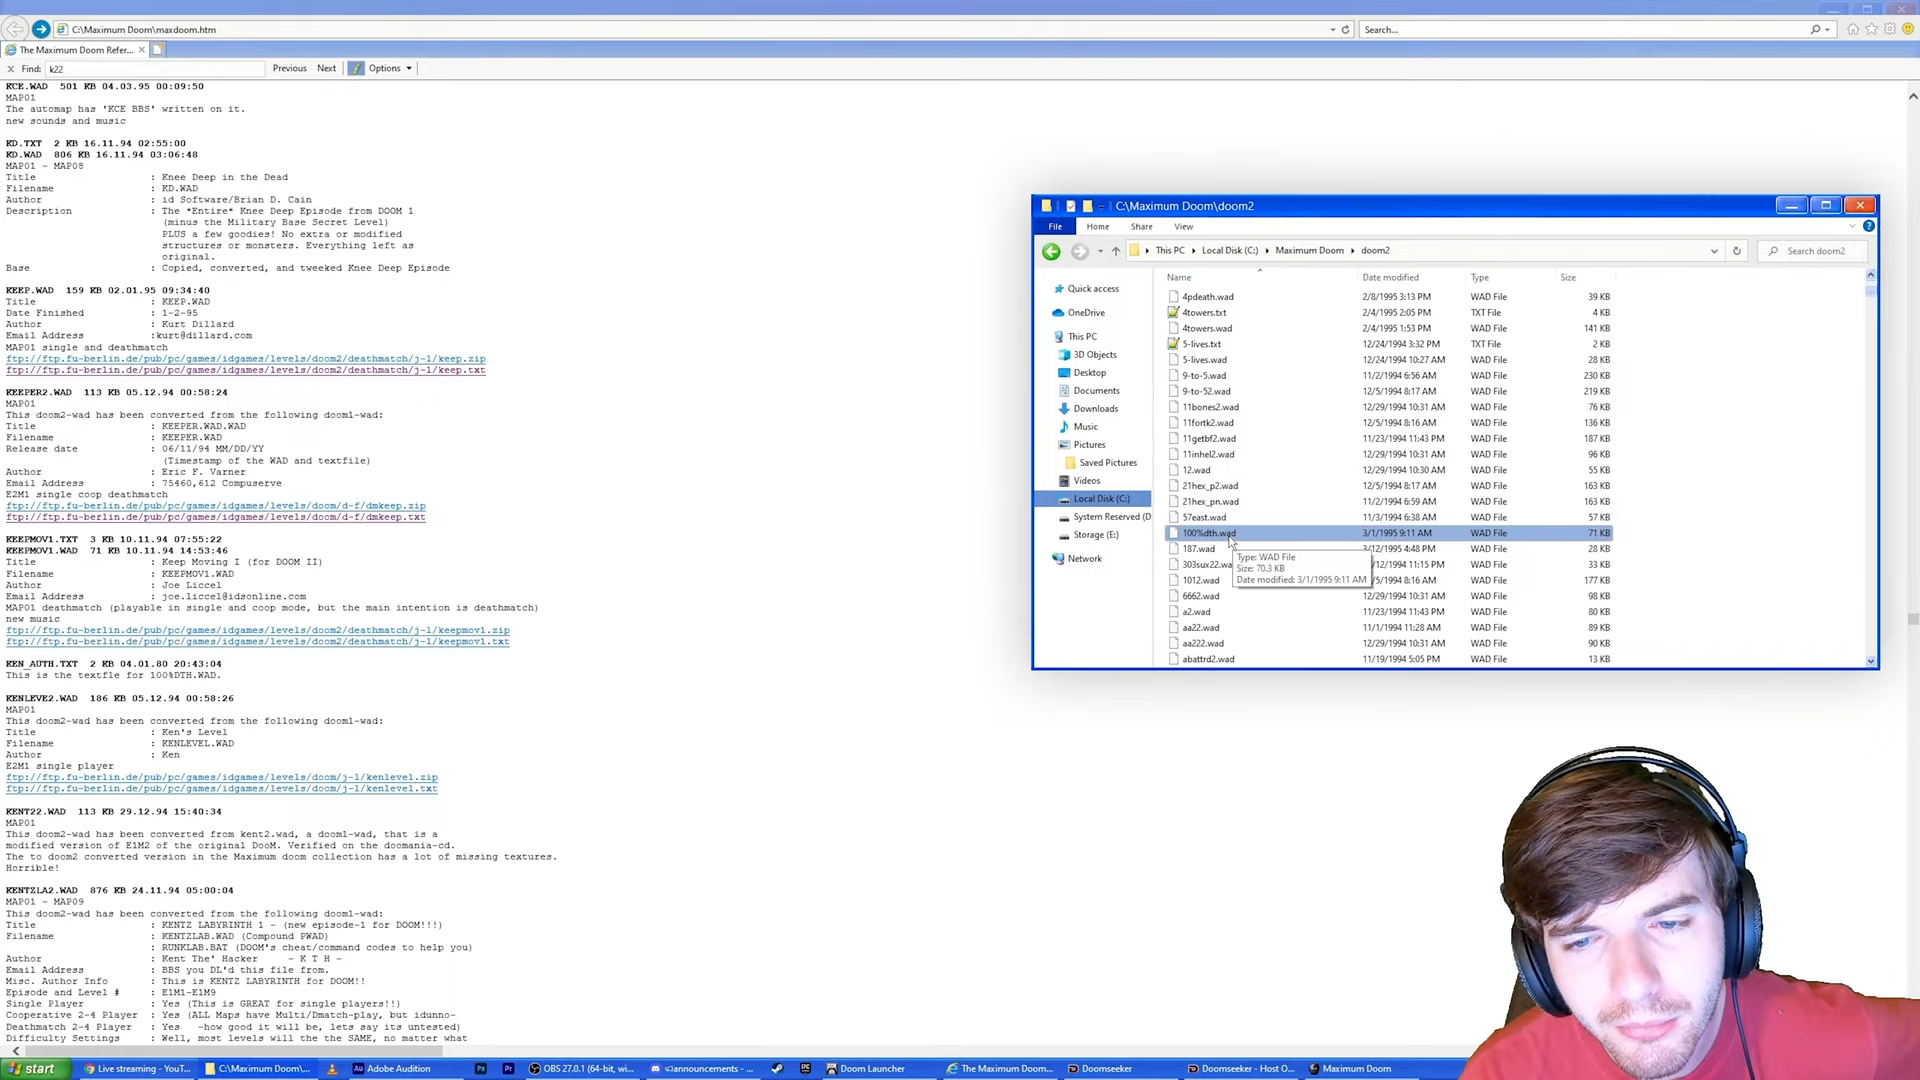 C:\Maximum Doom\maxdoom.htm
Search...
The Maximum Doom Refer...
Find: k22 Previous Next Options
KCE.WAD 501 KB 04.03.95 00:09:50
MAP01
The automap has 'KCE BBS' written on it.
new sounds and music
KD.TXT 2 KB 16.11.94 02:55:00
KD.WAD 806 KB 16.11.94 03:06:48
MAP01 - MAP08
Title : Knee Deep in the Dead
Filename : KD.WAD
Author : id Software/Brian D. Cain
Description : The *Entire* Knee Deep Episode from DOOM 1
(minus the Military Base Secret Level)
PLUS a few goodies! No extra or modified
structures or monsters. Everything left as
original.
Base : Copied, converted, and tweeked Knee Deep Episode
KEEP.WAD 159 KB 02.01.95 09:34:40
Title : KEEP.WAD
Date Finished : 1-2-95
Author : Kurt Dillard
Email Address :kurt@dillard.com
MAP01 single and deathmatch
ftp://ftp.fu-berlin.de/pub/pc/games/idgames/levels/doom2/deathmatch/j-l/keep.zip
ftp://ftp.fu-berlin.de/pub/pc/games/idgames/levels/doom2/deathmatch/j-l/keep.txt
KEEPER2.WAD 113 KB 05.12.94 00:58:24
MAP01
This doom2-wad has been converted from the following doom1-wad:
Title : KEEPER.WAD.WAD
Filename : KEEPER.WAD
Release date : 06/11/94 MM/DD/YY
(Timestamp of the WAD and textfile)
Author : Eric F. Varner
Email Address : 75460,612 Compuserve
E2M1 single coop deathmatch
ftp://ftp.fu-berlin.de/pub/pc/games/idgames/levels/doom/d-f/dmkeep.zip
ftp://ftp.fu-berlin.de/pub/pc/games/idgames/levels/doom/d-f/dmkeep.txt
KEEPMOV1.TXT 3 KB 10.11.94 07:55:22
KEEPMOV1.WAD 71 KB 10.11.94 14:53:46
Title : Keep Moving I (for DOOM II)
Filename : KEEPMOV1.WAD
Author : Joe Liccel
Email Address : joe.liccel@idsonline.com
MAP01 deathmatch (playable in single and coop mode, but the main intention is deathmatch)
new music
ftp://ftp.fu-berlin.de/pub/pc/games/idgames/levels/doom2/deathmatch/j-l/keepmov1.zip
ftp://ftp.fu-berlin.de/pub/pc/games/idgames/levels/doom2/deathmatch/j-l/keepmov1.txt
KEN_AUTH.TXT 2 KB 04.01.80 20:43:04
This is the textfle for 100%DTH.WAD.
KENLEVE2.WAD 186 KB 05.12.94 00:58:26
MAP01
This doom2-wad has been converted from the following doom1-wad:
Title : Ken's Level
Filename : KENLEVEL.WAD
Author : Ken
E2M1 single player
ftp://ftp.fu-berlin.de/pub/pc/games/idgames/levels/doom/j-l/kenlevel.zip
ftp://ftp.fu-berlin.de/pub/pc/games/idgames/levels/doom/j-l/kenlevel.txt
KENT22.WAD 113 KB 29.12.94 15:40:34
MAP01
This doom2-wad has been converted from kent2.wad, a doom1-wad, that is a
modified version of E1M2 of the original DooM. Verified on the doomania-cd.
The to doom2 converted version in the Maximum doom collection has a lot of missing textures.
Horrible!
KENTZLA2.WAD 876 KB 24.11.94 05:00:04
MAP01 - MAP09
This doom2-wad has been converted from the following doom1-wad:
Title : KENTZ LABYRINTH 1 - (new episode-1 for DOOM!!!)
Filename : KENTZLAB.WAD (Compound PWAD)
: RUNKLAB.BAT (DOOM's cheat/command codes to help you)
Author : Kent The' Hacker - K T H -
Email Address : BBS you DL'd this file from.
Misc. Author Info : This is KENTZ LABYRINTH for DOOM!!
Episode and Level # : E1M1-E1M9
Single Player : Yes (This is GREAT for single players!!)
Cooperative 2-4 Player : Yes (ALL Maps have Multi/Dmatch-play, but idunno-
Deathmatch 2-4 Player : Yes -how good it will be, lets say its untested)
Difficulty Settings : Well, most levels will the the SAME, no matter what
C:\Maximum Doom\doom2
File Home Share View
This PC Local Disk (C:) Maximum Doom doom2
Search doom2
Name Date modified Type Size
Quick access
OneDrive
This PC
3D Objects
Desktop
Documents
Downloads
Music
Pictures
Saved Pictures
Videos
Local Disk (C:)
System Reserved (D
Storage (E:)
Network
4pdeath.wad 2/8/1995 3:13 PM WAD File 39 KB
4towers.txt 2/4/1995 2:05 PM TXT File 4 KB
4towers.wad 2/4/1995 1:53 PM WAD File 141 KB
5-lives.txt 12/24/1994 3:32 PM TXT File 2 KB
5-lives.wad 12/24/1994 10:27 AM WAD File 28 KB
9-to-5.wad 11/2/1994 6:56 AM WAD File 230 KB
9-to-52.wad 12/5/1994 8:17 AM WAD File 219 KB
11bones2.wad 12/29/1994 10:31 AM WAD File 76 KB
11fortk2.wad 12/5/1994 8:16 AM WAD File 136 KB
11getbf2.wad 11/23/1994 11:43 PM WAD File 187 KB
11inhel2.wad 12/29/1994 10:31 AM WAD File 96 KB
12.wad 12/29/1994 10:30 AM WAD File 55 KB
21hex_p2.wad 12/5/1994 8:17 AM WAD File 163 KB
21hex_pn.wad 11/2/1994 6:59 AM WAD File 163 KB
57east.wad 11/3/1994 6:38 AM WAD File 57 KB
100%dth.wad 3/1/1995 9:11 AM WAD File 71 KB
187.wad 3/12/1995 4:48 PM WAD File 28 KB
303sux22.wa /12/1994 11:15 PM WAD File 33 KB
1012.wad /5/1994 8:16 AM WAD File 177 KB
6662.wad 12/29/1994 10:31 AM WAD File 98 KB
a2.wad 11/23/1994 11:43 PM WAD File 80 KB
aa22.wad 11/1/1994 11:28 AM WAD File 89 KB
aa222.wad 12/29/1994 10:31 AM WAD File 90 KB
abattrd2.wad 11/19/1994 5:05 PM WAD File 13 KB
Type: WAD File
Size: 70.3 KB
Date modified: 3/1/1995 9:11 AM
start Live streaming - YouT... C:\Maximum Doom\... Adobe Audition OBS 27.0.1 (64-bit, wi... announcements - ... Doom Launcher The Maximum Doom... Doomseeker Doomseeker - Host O... Maximum Doom